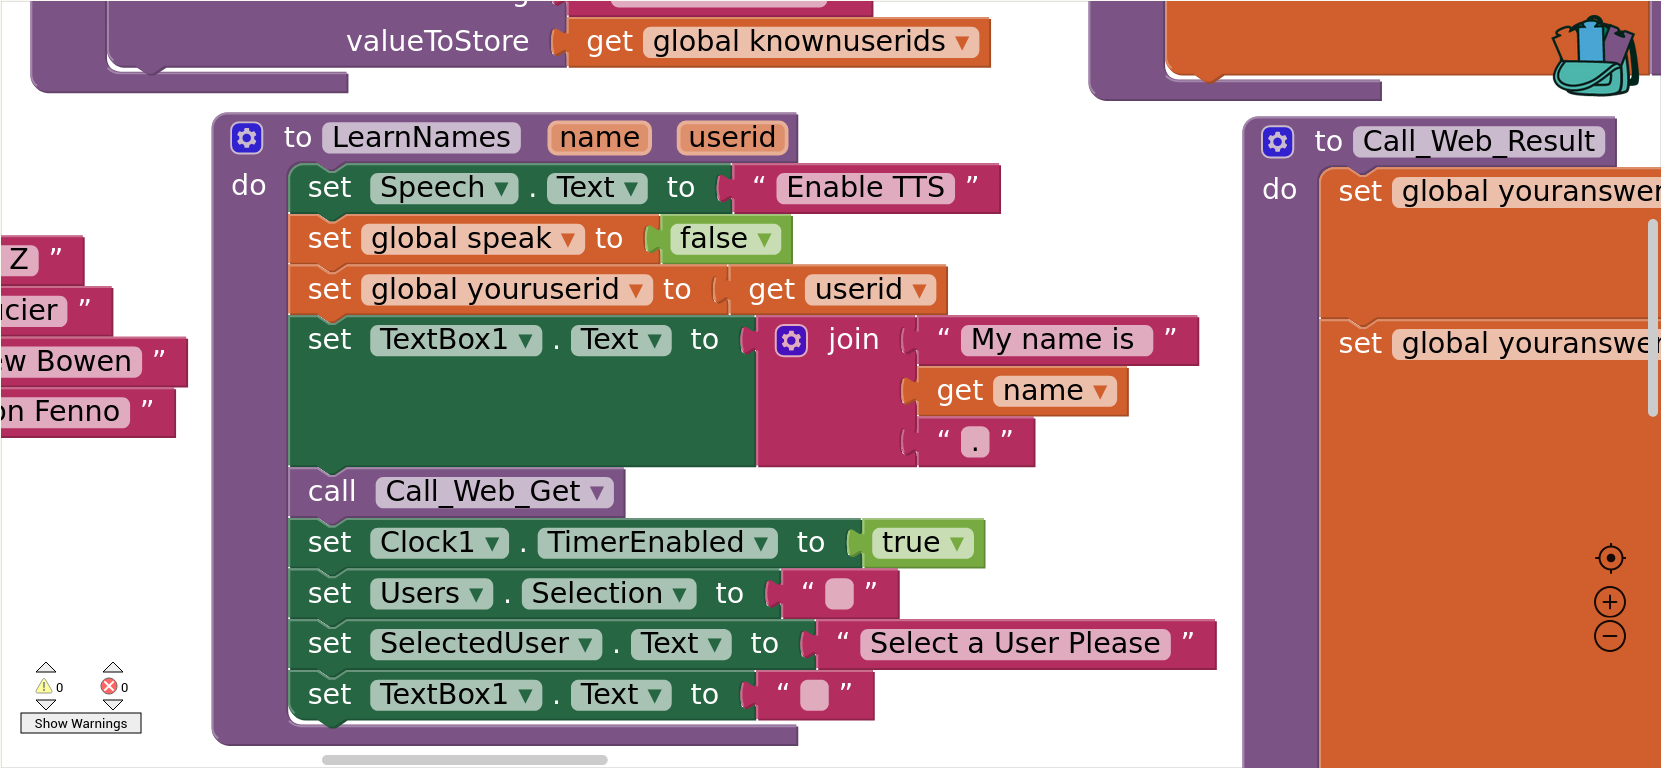 valueToStore get global knownuserids
to LearnNames name userid
do set Speech . Text to “ Enable TTS ”
set global speak to false
set global youruserid to get userid
set TextBox1 . Text to join “ My name is ”
get name
“ . ”
call Call_Web_Get
set Clock1 . TimerEnabled to true
set Users . Selection to “ ”
set SelectedUser . Text to “ Select a User Please ”
set TextBox1 . Text to “ ”
Z ”
”
Bowen ”
Fenno ”
to Call_Web_Result
do set global youranswer
set global youranswer
0 0
Show Warnings